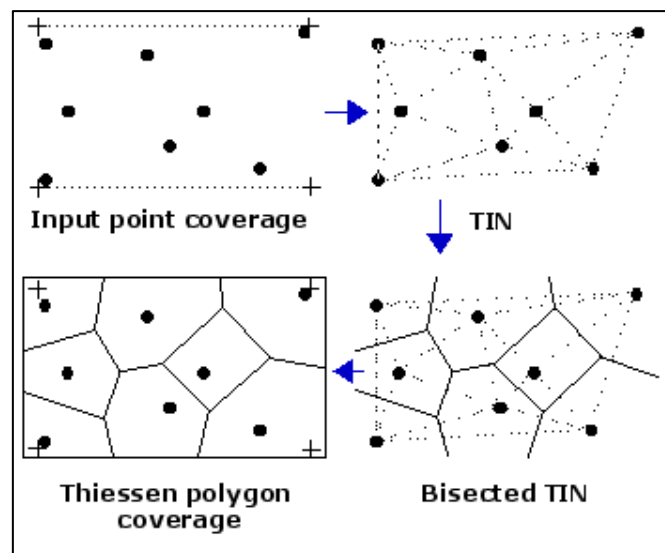 Input point coverage
TIN
Thiessen polygon
coverage
Bisected TIN